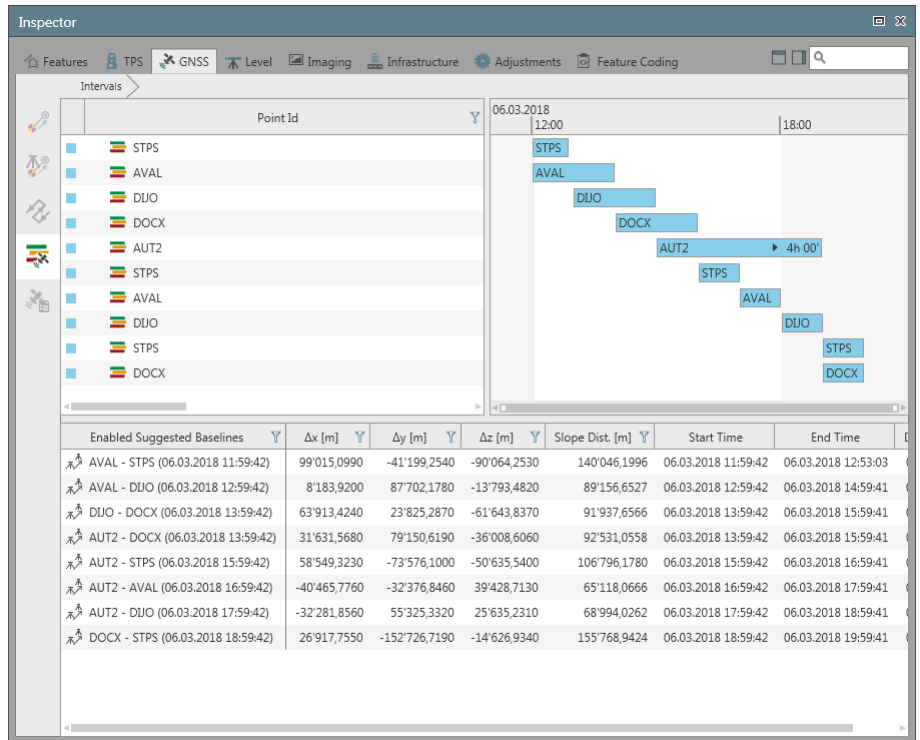 Inspector
Features TPS GNSS Level Imaging Infrastructure Adjustments Feature Coding
Intervals
Point Id
06.03.2018
12:00 18:00
STPS STPS
AVAL AVAL
DIJO DIJO
DOCX DOCX
AUT2 AUT2 4h 00'
STPS STPS
AVAL AVAL
DIJO DIJO
STPS STPS
DOCX DOCX
Enabled Suggested Baselines Δx [m] Δy [m] Δz [m] Slope Dist. [m] Start Time End Time
AVAL - STPS (06.03.2018 11:59:42) 99'015,0990 -41'199,2540 -90'064,2530 140'046,1996 06.03.2018 11:59:42 06.03.2018 12:53:03
AVAL - DIJO (06.03.2018 12:59:42) 8'183,9200 87'702,1780 -13'793,4820 89'156,6527 06.03.2018 12:59:42 06.03.2018 14:59:41
DIJO - DOCX (06.03.2018 13:59:42) 63'913,4240 23'825,2870 -61'643,8370 91'937,6566 06.03.2018 13:59:42 06.03.2018 15:59:41
AUT2 - DOCX (06.03.2018 13:59:42) 31'631,5680 79'150,6190 -36'008,6060 92'531,0558 06.03.2018 13:59:42 06.03.2018 15:59:41
AUT2 - STPS (06.03.2018 15:59:42) 58'549,3230 -73'576,1000 -50'635,5400 106'796,1780 06.03.2018 15:59:42 06.03.2018 16:59:41
AUT2 - AVAL (06.03.2018 16:59:42) -40'465,7760 -32'376,8460 39'428,7130 65'118,0666 06.03.2018 16:59:42 06.03.2018 17:59:41
AUT2 - DIJO (06.03.2018 17:59:42) -32'281,8560 55'325,3320 25'635,2310 68'994,0262 06.03.2018 17:59:42 06.03.2018 18:59:41
DOCX - STPS (06.03.2018 18:59:42) 26'917,7550 -152'726,7190 -14'626,9340 155'768,9424 06.03.2018 18:59:42 06.03.2018 19:59:41